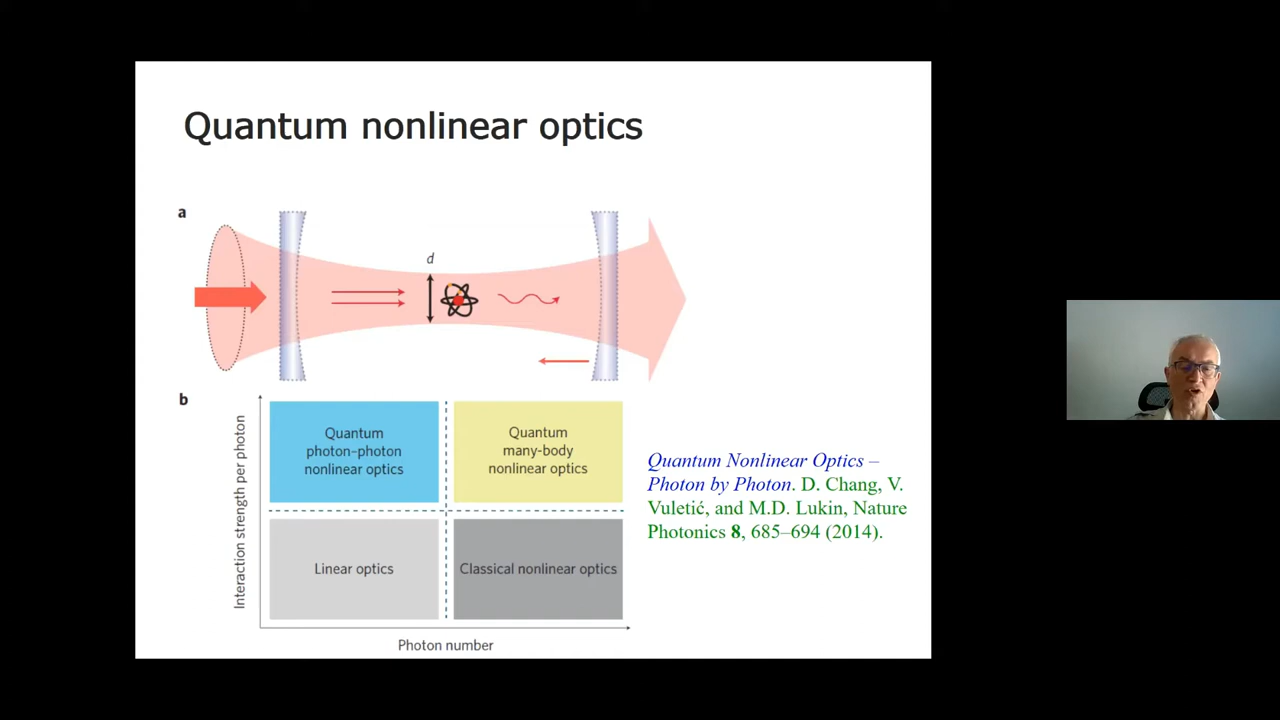 Quantum nonlinear optics
a
d
b
Interaction strength per photon
Quantum
photon–photon
nonlinear optics
Quantum
many-body
nonlinear optics
Linear optics
Classical nonlinear optics
Photon number
Quantum Nonlinear Optics –
Photon by Photon. D. Chang, V.
Vuletić, and M.D. Lukin, Nature
Photonics 8, 685–694 (2014).